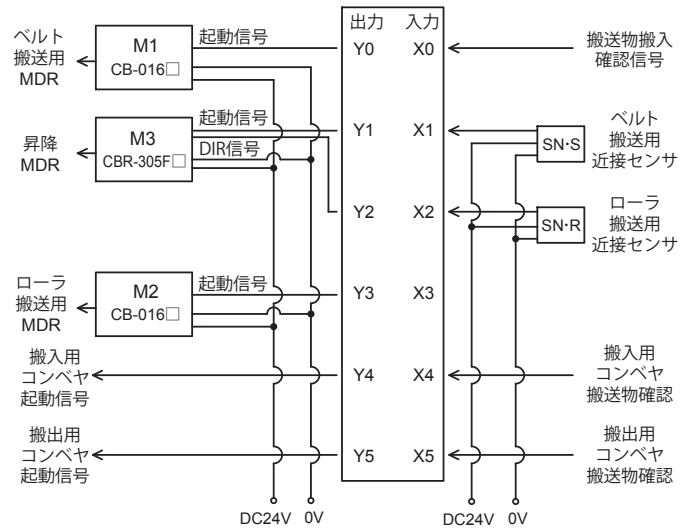 出力 入力
ベルト
搬送用
MDR
M1
CB-016□
起動信号
Y0
X0
搬送物搬入
確認信号
昇降
MDR
M3
CBR-305F□
起動信号
DIR信号
Y1
X1
SN・S
ベルト
搬送用
近接センサ
Y2
X2
SN・R
ローラ
搬送用
近接センサ
ローラ
搬送用
MDR
M2
CB-016□
起動信号
Y3
X3
搬入用
コンベヤ
起動信号
Y4
X4
搬入用
コンベヤ
搬送物確認
搬出用
コンベヤ
起動信号
Y5
X5
搬出用
コンベヤ
搬送物確認
DC24V 0V
DC24V 0V